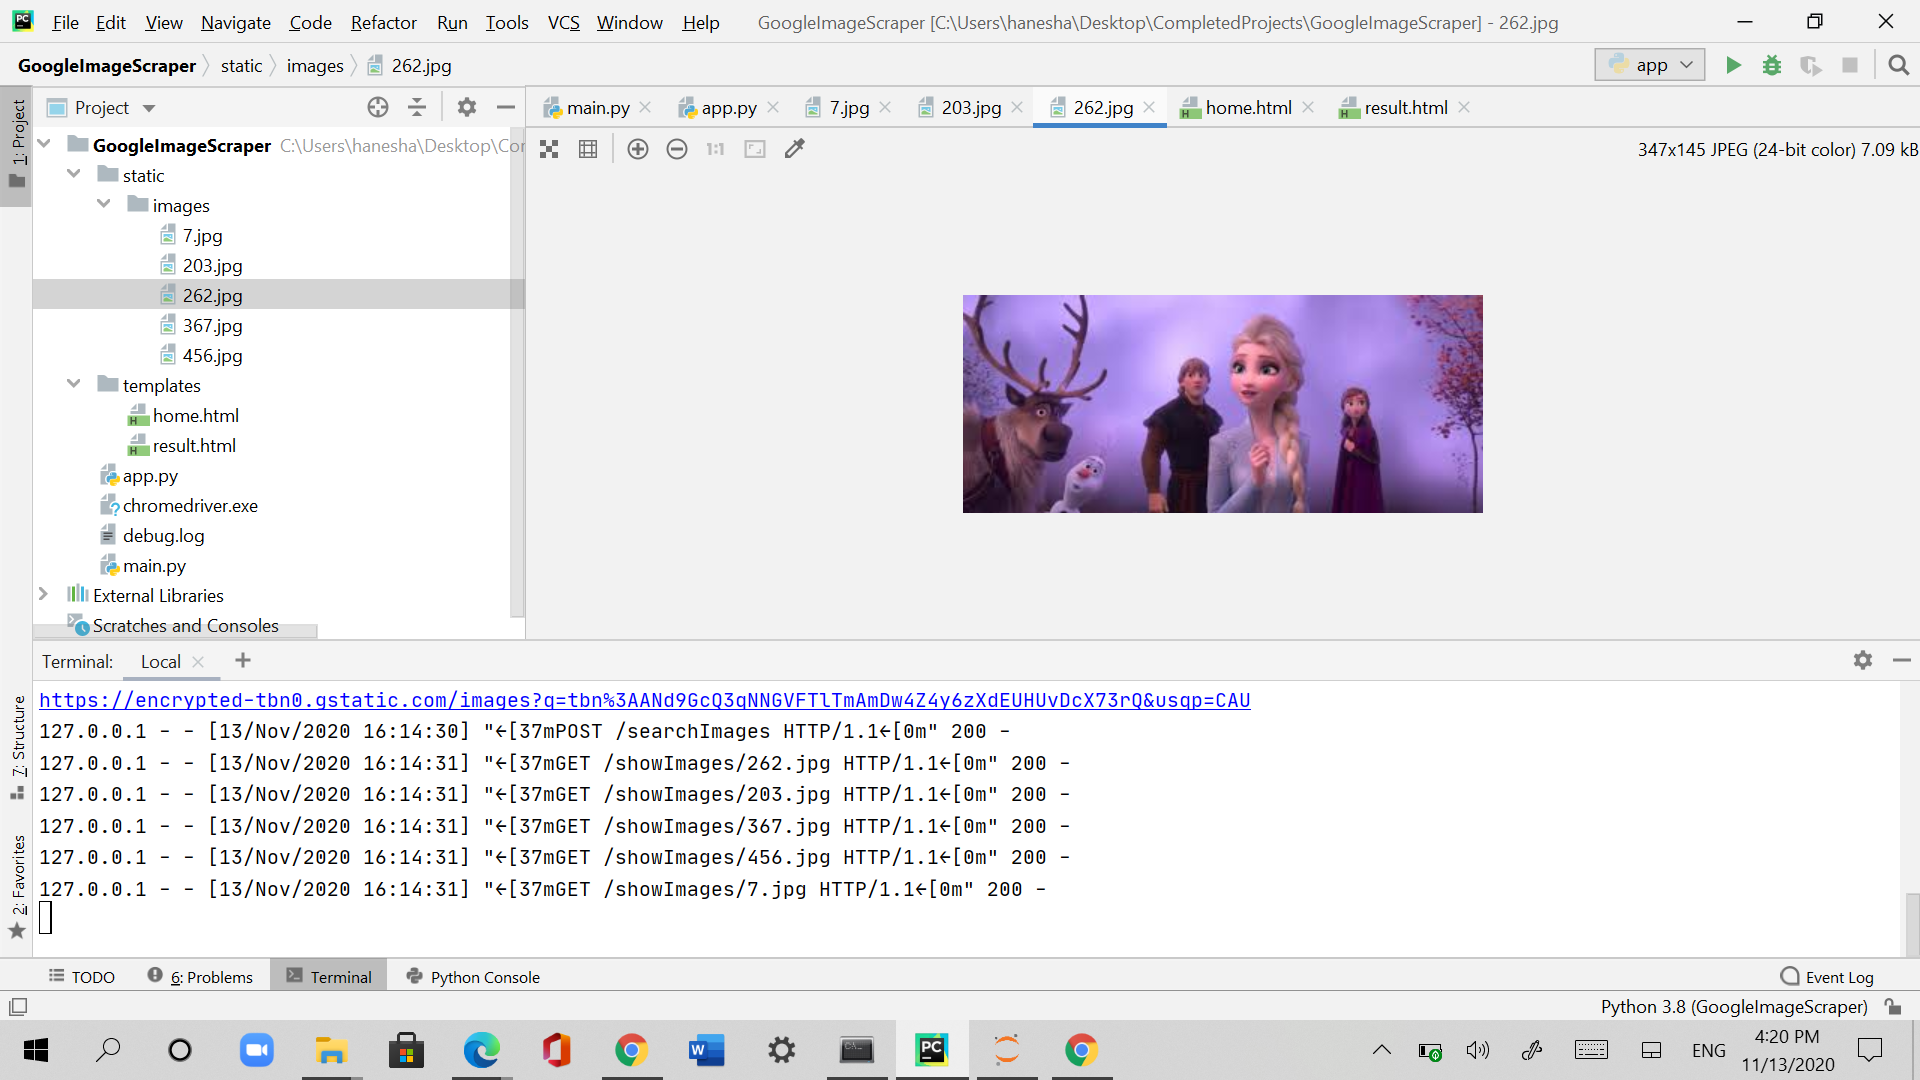 File Edit View Navigate Code Refactor Run Tools VCS Window Help GoogleImageScraper [C:\Users\hanesha\Desktop\CompletedProjects\GoogleImageScraper] - 262.jpg
GoogleImageScraper static images 262.jpg app
1: Project
Project
main.py app.py 7.jpg 203.jpg 262.jpg home.html result.html
GoogleImageScraper C:\Users\hanesha\Desktop\Co
1:1 347x145 JPEG (24-bit color) 7.09 kB
static
images
7.jpg
203.jpg
262.jpg
367.jpg
456.jpg
templates
home.html
result.html
app.py
chromedriver.exe
debug.log
main.py
External Libraries
Scratches and Consoles
Terminal: Local
7: Structure
2: Favorites
https://encrypted-tbn0.gstatic.com/images?q=tbn%3AANd9GcQ3qNNGVFTlTmAmDw4Z4y6zXdEUHUvDcX73rQ&usqp=CAU
127.0.0.1 - - [13/Nov/2020 16:14:30] "←[37mPOST /searchImages HTTP/1.1←[0m" 200 -
127.0.0.1 - - [13/Nov/2020 16:14:31] "←[37mGET /showImages/262.jpg HTTP/1.1←[0m" 200 -
127.0.0.1 - - [13/Nov/2020 16:14:31] "←[37mGET /showImages/203.jpg HTTP/1.1←[0m" 200 -
127.0.0.1 - - [13/Nov/2020 16:14:31] "←[37mGET /showImages/367.jpg HTTP/1.1←[0m" 200 -
127.0.0.1 - - [13/Nov/2020 16:14:31] "←[37mGET /showImages/456.jpg HTTP/1.1←[0m" 200 -
127.0.0.1 - - [13/Nov/2020 16:14:31] "←[37mGET /showImages/7.jpg HTTP/1.1←[0m" 200 -
TODO 6: Problems Terminal Python Console Event Log
Python 3.8 (GoogleImageScraper)
ENG 4:20 PM
11/13/2020